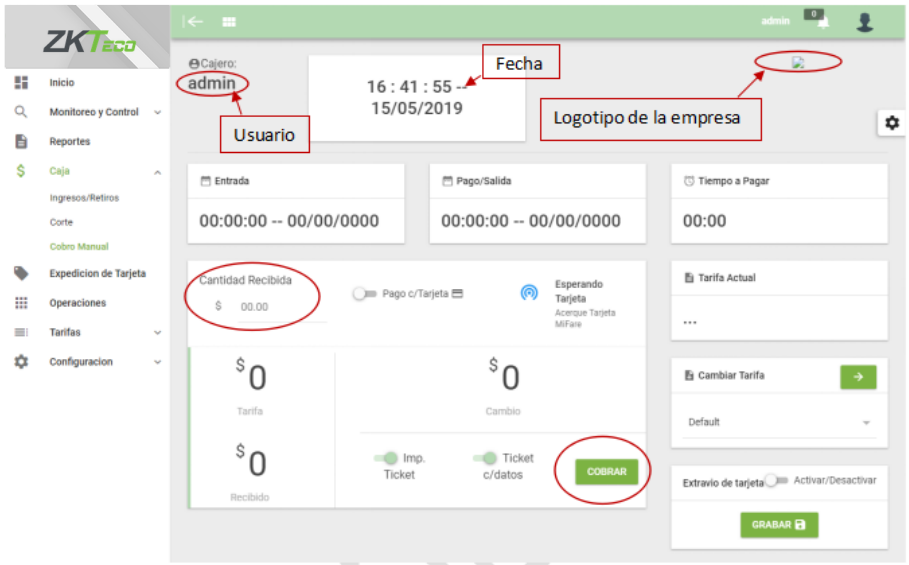 ZKTeco
admin
0
Inicio
Monitoreo y Control
Reportes
Caja
Ingresos/Retiros
Corte
Cobro Manual
Expedicion de Tarjeta
Operaciones
Tarifas
Configuracion
Cajero:
admin
Usuario
16 : 41 : 55 --
15/05/2019
Fecha
Logotipo de la empresa
Entrada
00:00:00 -- 00/00/0000
Pago/Salida
00:00:00 -- 00/00/0000
Tiempo a Pagar
00:00
Cantidad Recibida
$ 00.00
Pago c/Tarjeta
Esperando
Tarjeta
Acerque Tarjeta
MiFare
Tarifa Actual
...
$0
Tarifa
$0
Cambio
$0
Recibido
Imp.
Ticket
Ticket
c/datos
COBRAR
Cambiar Tarifa
Default
Extravio de tarjeta Activar/Desactivar
GRABAR